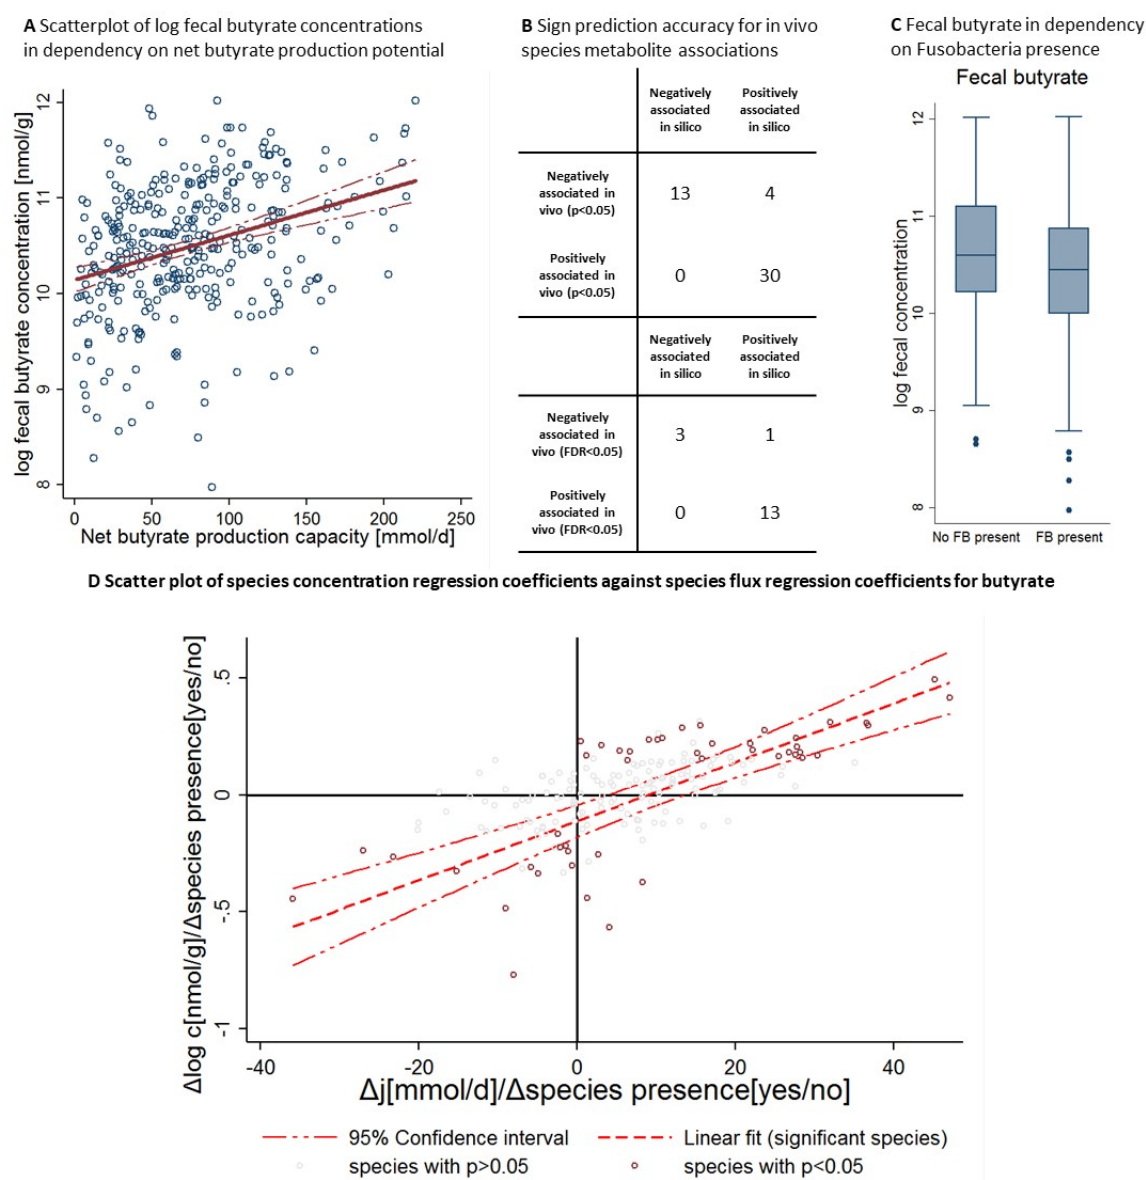 A Scatterplot of log fecal butyrate concentrations
in dependency on net butyrate production potential
12
11
10
9
8
log fecal butyrate concentration [nmol/g]
0 50 100 150 200 250
Net butyrate production capacity [mmol/d]
B Sign prediction accuracy for in vivo
species metabolite associations
Negatively associated in silico
Positively associated in silico
Negatively associated in vivo (p<0.05)
13 4
Positively associated in vivo (p<0.05)
0 30
Negatively associated in silico
Positively associated in silico
Negatively associated in vivo (FDR<0.05)
3 1
Positively associated in vivo (FDR<0.05)
0 13
C Fecal butyrate in dependency
on Fusobacteria presence
Fecal butyrate
12
11
10
9
8
log fecal concentration
No FB present FB present
D Scatter plot of species concentration regression coefficients against species flux regression coefficients for butyrate
.5
0
-.5
-1
Δlog c[nmol/g]/Δspecies presence[yes/no]
-40 -20 0 20 40
Δj[mmol/d]/Δspecies presence[yes/no]
95% Confidence interval
Linear fit (significant species)
species with p>0.05
species with p<0.05